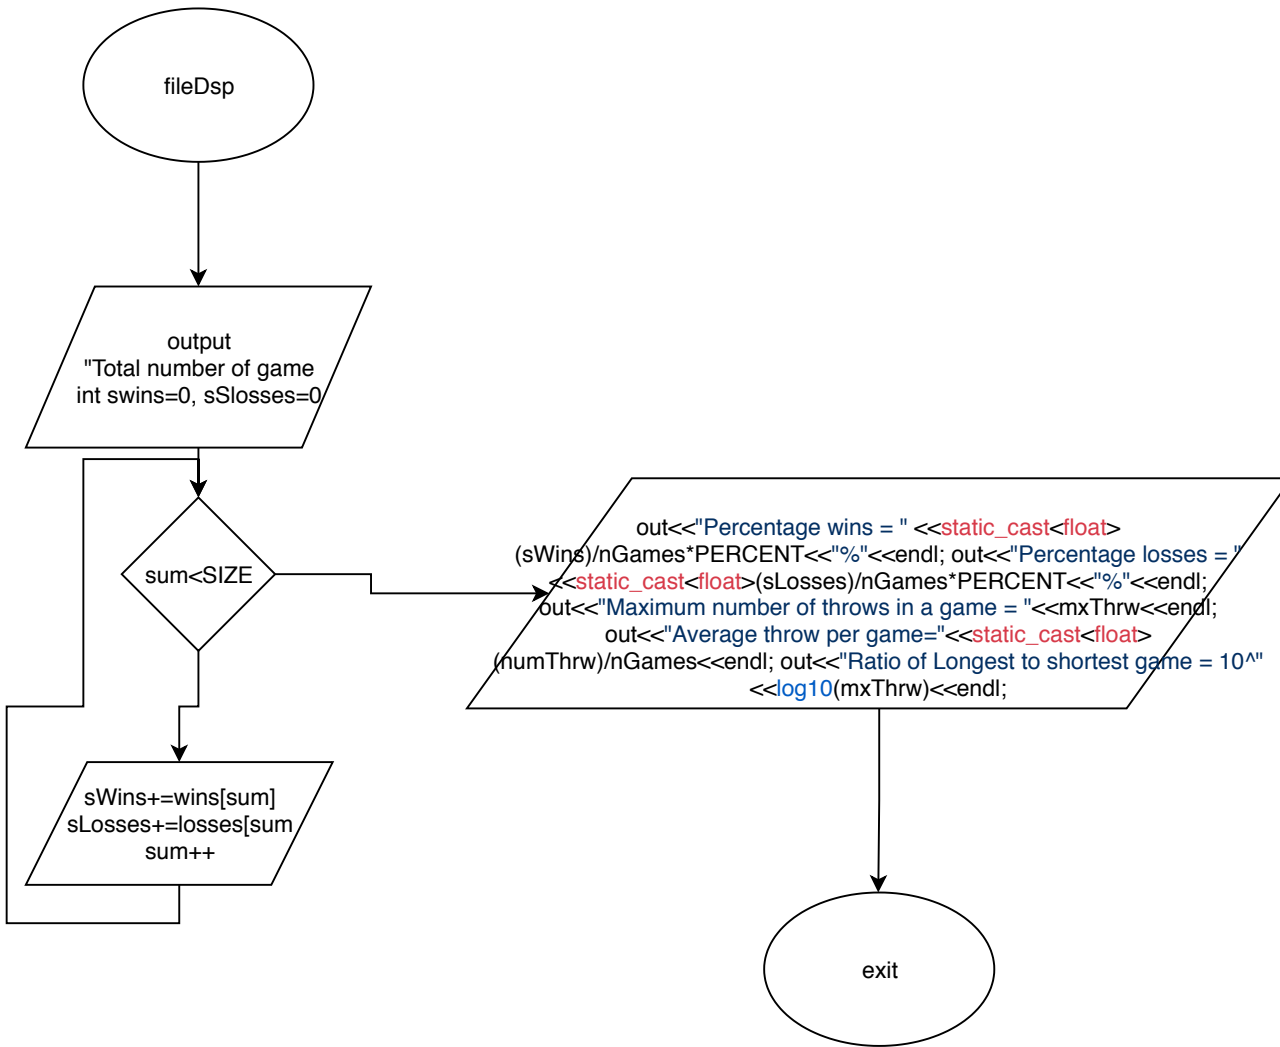 fileDsp
output
"Total number of game
int swins=0, sSlosses=0
sum<SIZE
sWins+=wins[sum]
sLosses+=losses[sum
sum++
out<<"Percentage wins = " <<static_cast<float>
(sWins)/nGames*PERCENT<<"%"<<endl; out<<"Percentage losses = "
<<static_cast<float>(sLosses)/nGames*PERCENT<<"%"<<endl;
out<<"Maximum number of throws in a game = "<<mxThrw<<endl;
out<<"Average throw per game="<<static_cast<float>
(numThrw)/nGames<<endl; out<<"Ratio of Longest to shortest game = 10^"
<<log10(mxThrw)<<endl;
exit